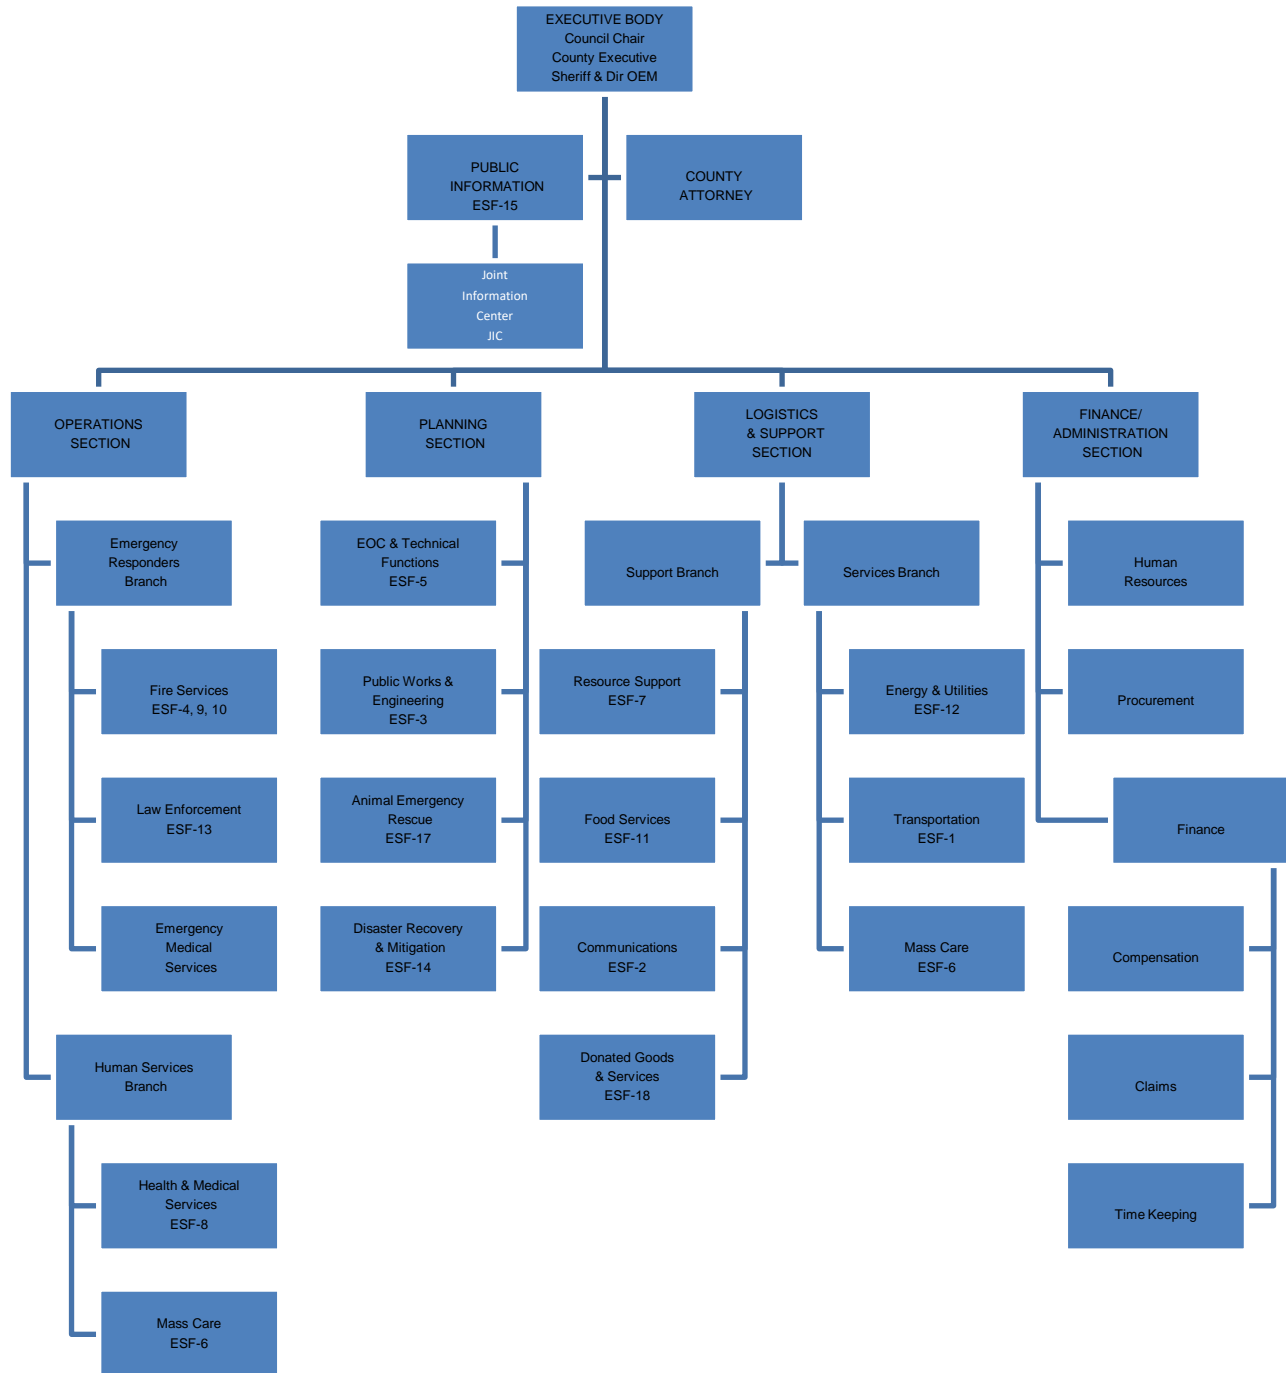 EXECUTIVE BODY
Council Chair
County Executive
Sheriff & Dir OEM
PUBLIC
INFORMATION
ESF-15
COUNTY
ATTORNEY
Joint
Information
Center
JIC
OPERATIONS
SECTION
PLANNING
SECTION
LOGISTICS
& SUPPORT
SECTION
FINANCE/
ADMINISTRATION
SECTION
Emergency
Responders
Branch
EOC & Technical
Functions
ESF-5
Support Branch
Services Branch
Human
Resources
Fire Services
ESF-4, 9, 10
Public Works &
Engineering
ESF-3
Resource Support
ESF-7
Energy & Utilities
ESF-12
Procurement
Law Enforcement
ESF-13
Animal Emergency
Rescue
ESF-17
Food Services
ESF-11
Transportation
ESF-1
Finance
Emergency
Medical
Services
Disaster Recovery
& Mitigation
ESF-14
Communications
ESF-2
Mass Care
ESF-6
Compensation
Human Services
Branch
Donated Goods
& Services
ESF-18
Claims
Health & Medical
Services
ESF-8
Time Keeping
Mass Care
ESF-6